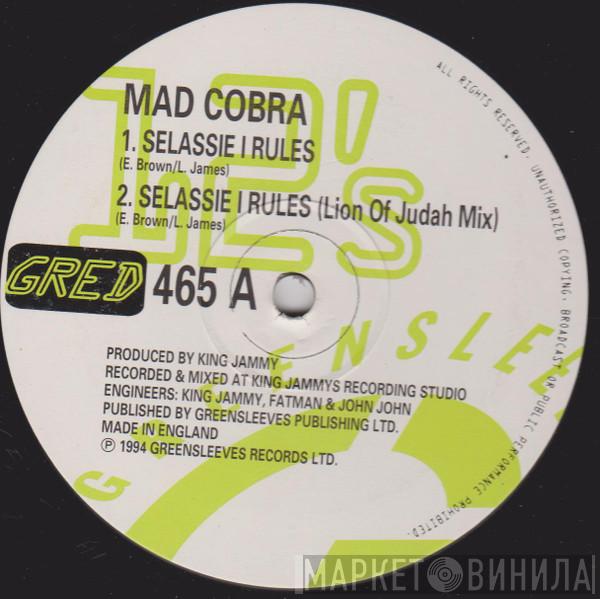 12's
MAD COBRA
1. SELASSIE I RULES
(E. Brown/L. James)
2. SELASSIE I RULES (Lion Of Judah Mix)
(E. Brown/L. James)
GRED 465 A
PRODUCED BY KING JAMMY
RECORDED & MIXED AT KING JAMMYS RECORDING STUDIO
ENGINEERS: KING JAMMY, FATMAN & JOHN JOHN
PUBLISHED BY GREENSLEEVES PUBLISHING LTD.
MADE IN ENGLAND
℗ 1994 GREENSLEEVES RECORDS LTD.
ALL RIGHTS RESERVED. UNAUTHORIZED COPYING, BROADCAST OR PUBLIC PERFORMANCE PROHIBITED.
МАРКЕТ ВИНИЛА